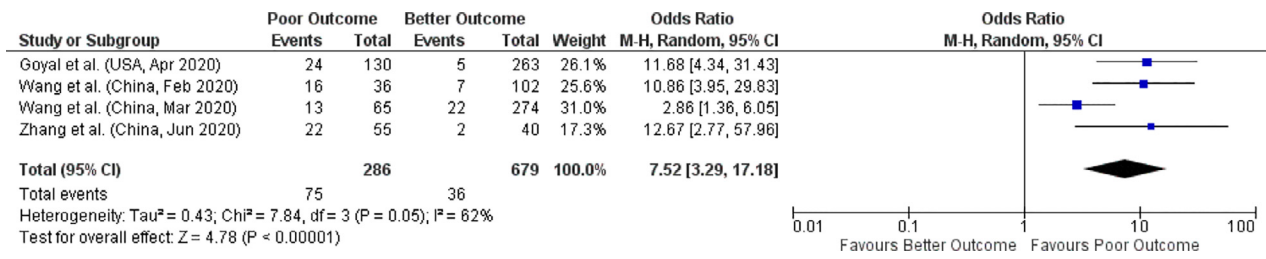 Poor Outcome Better Outcome Odds Ratio Odds Ratio
Study or Subgroup Events Total Events Total Weight M-H, Random, 95% CI M-H, Random, 95% CI
Goyal et al. (USA, Apr 2020) 24 130 5 263 26.1% 11.68 [4.34, 31.43]
Wang et al. (China, Feb 2020) 16 36 7 102 25.6% 10.86 [3.95, 29.83]
Wang et al. (China, Mar 2020) 13 65 22 274 31.0% 2.86 [1.36, 6.05]
Zhang et al. (China, Jun 2020) 22 55 2 40 17.3% 12.67 [2.77, 57.96]
Total (95% CI) 286 679 100.0% 7.52 [3.29, 17.18]
Total events 75 36
Heterogeneity: Tau² = 0.43; Chi² = 7.84, df = 3 (P = 0.05); I² = 62%
Test for overall effect: Z = 4.78 (P < 0.00001)
0.01 0.1 1 10 100
Favours Better Outcome Favours Poor Outcome